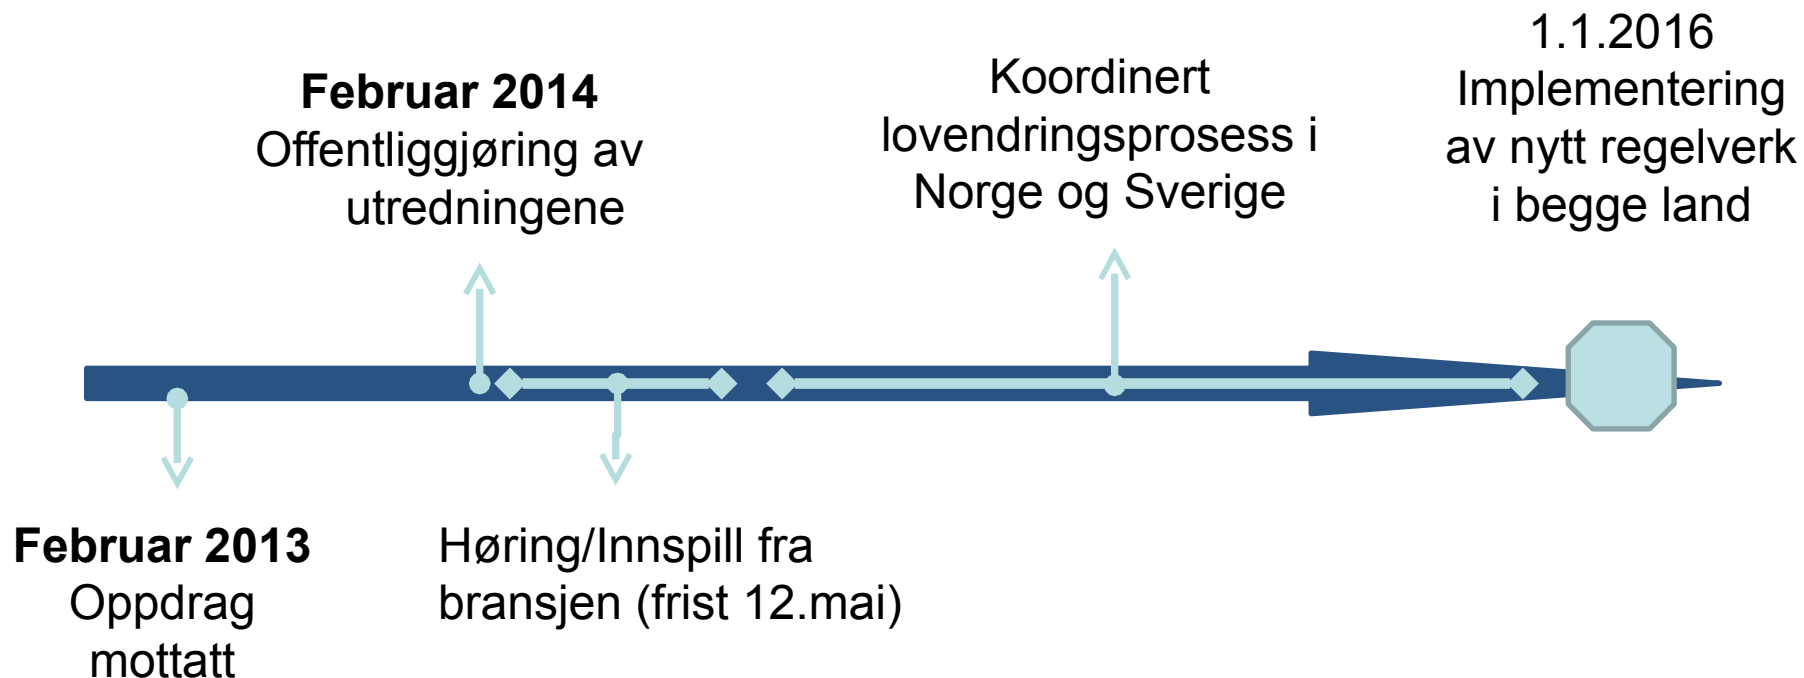 Februar 2014
Offentliggjøring av
utredningene
Koordinert
lovendringsprosess i
Norge og Sverige
1.1.2016
Implementering
av nytt regelverk
i begge land
Februar 2013
Oppdrag
mottatt
Høring/Innspill fra
bransjen (frist 12.mai)